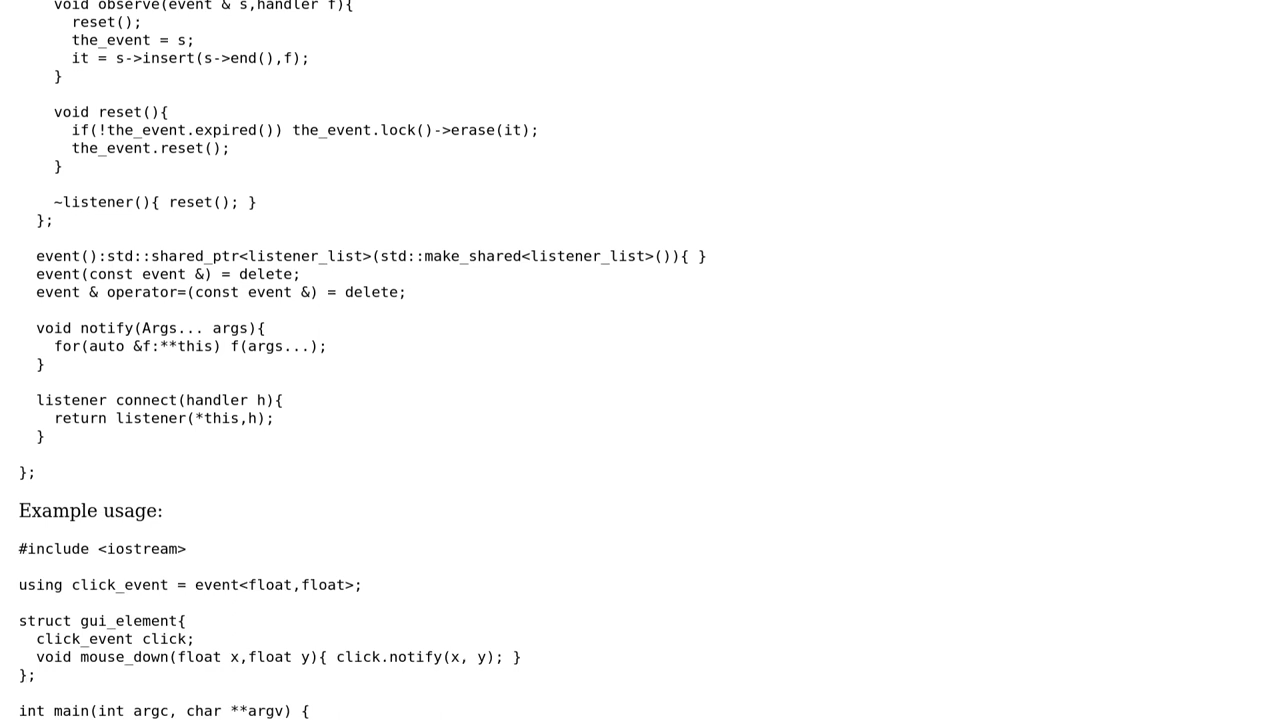 void observe(event & s,handler f){
reset();
the_event = s;
it = s->insert(s->end(),f);
}
void reset(){
if(!the_event.expired()) the_event.lock()->erase(it);
the_event.reset();
}
~listener(){ reset(); }
};
event():std::shared_ptr<listener_list>(std::make_shared<listener_list>()){ }
event(const event &) = delete;
event & operator=(const event &) = delete;
void notify(Args... args){
for(auto &f:**this) f(args...);
}
listener connect(handler h){
return listener(*this,h);
}
};
Example usage:
#include <iostream>
using click_event = event<float,float>;
struct gui_element{
click_event click;
void mouse_down(float x,float y){ click.notify(x, y); }
};
int main(int argc, char **argv) {